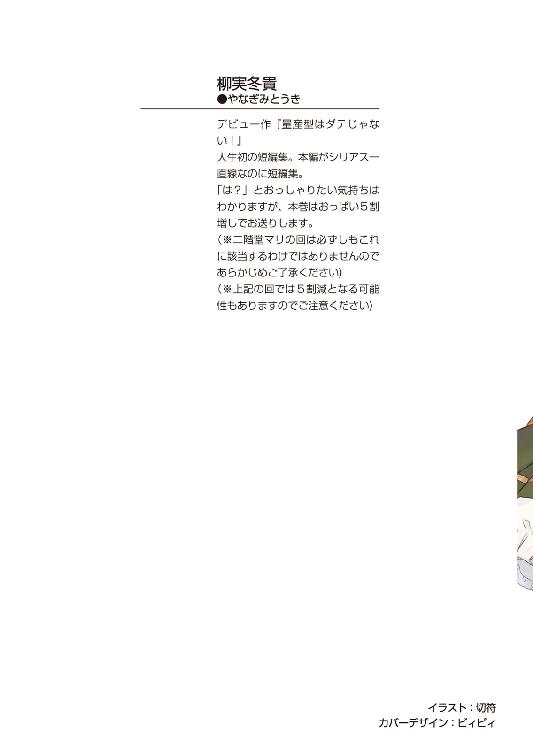 柳実冬貴
●やなぎみとうき
デビュー作『量産型はダテじゃな
い！』
人生初の短編集。本編がシリアス一
直線なのに短編集。
「は？」とおっしゃりたい気持ちは
わかりますが、本巻はおっぱい５割
増しでお送りします。
（※二階堂マリの回は必ずしもこれ
に該当するわけではありませんので
あらかじめご了承ください）
（※上記の回では５割減となる可能
性もありますのでご注意ください）
イラスト：切符
カバーデザイン：ビィピィ